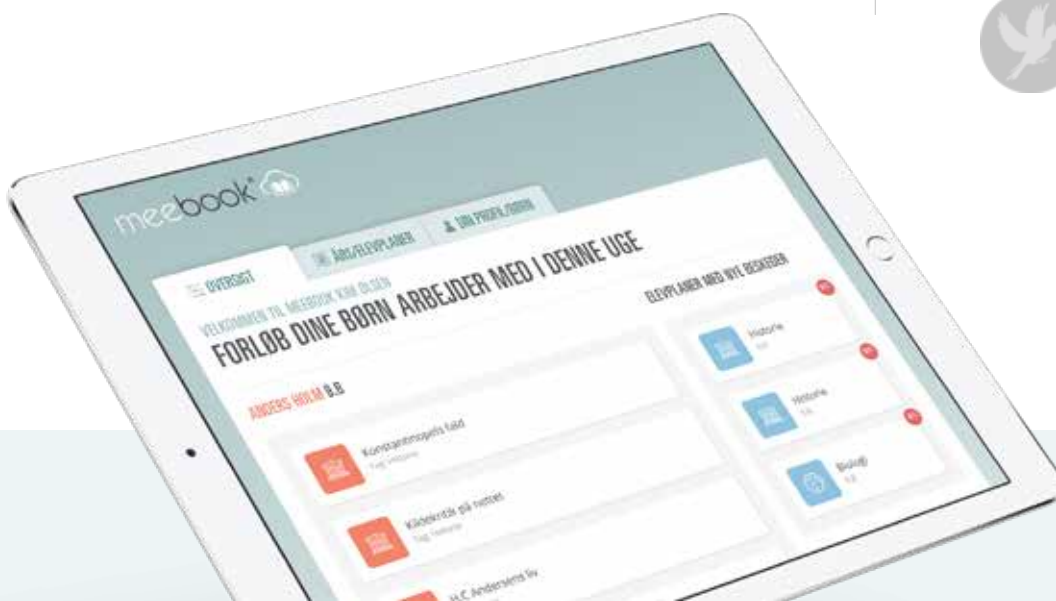 meebook
OVERSIGT
ÅRS/ELEVPLANER
DIN PROFIL/BØRN
VELKOMMEN TIL MEEBOOK KIM OLSEN
FORLØB DINE BØRN ARBEJDER MED I DENNE UGE
ANDERS HOLM 8.B
Konstantinopels fald
Fag: Historie
Kildekritik på nettet
Fag: Historie
H.C Andersens liv
ELEVPLANER MED NYE BESKEDER
Historie
Historie
Biologi